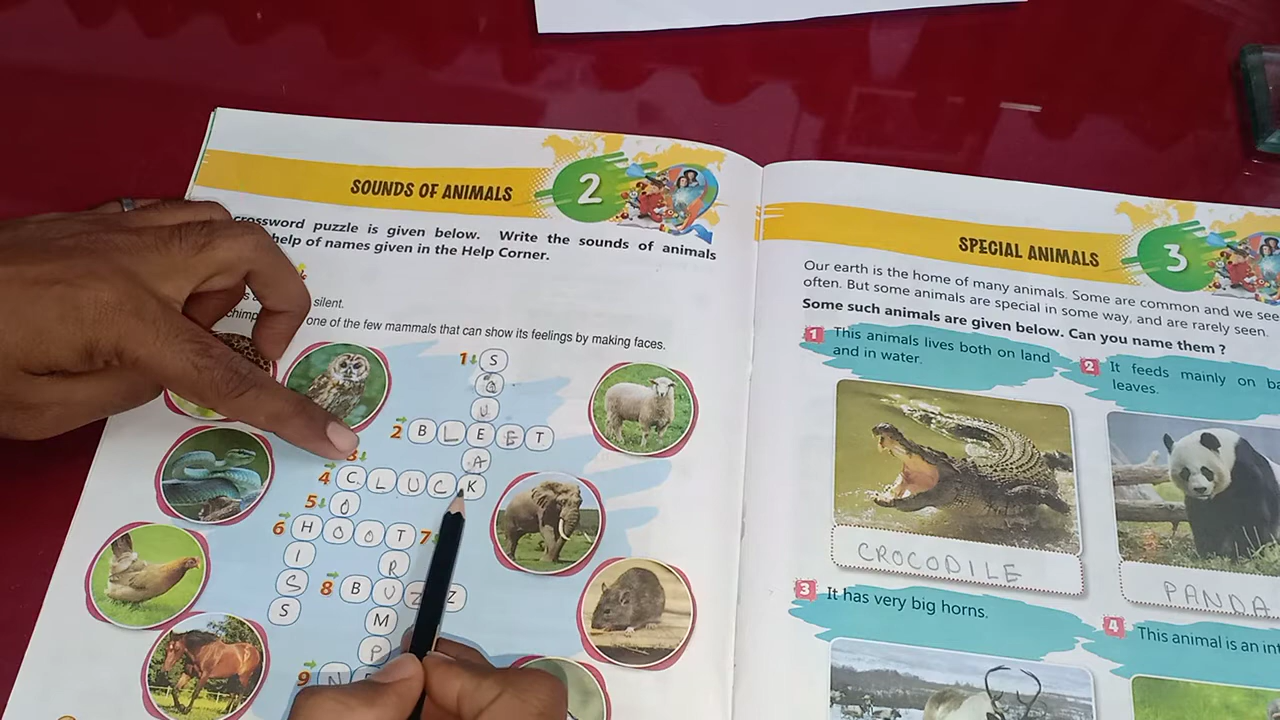 SOUNDS OF ANIMALS 2
crossword puzzle is given below. Write the sounds of animals
help of names given in the Help Corner.
silent.
one of the few mammals that can show its feelings by making faces.
1 S
Q
U
2 B L E E E T
A
3
4 C L U C K
5 O
6 H O O T 7
I R
S 8 B U Z Z
S M
P
9 N
SPECIAL ANIMALS 3
Our earth is the home of many animals. Some are common and we see
often. But some animals are special in some way, and are rarely seen.
Some such animals are given below. Can you name them ?
1 This animals lives both on land
and in water.
CROCODILE
2 It feeds mainly on
leaves.
PANDA
3 It has very big horns.
4 This animal is an